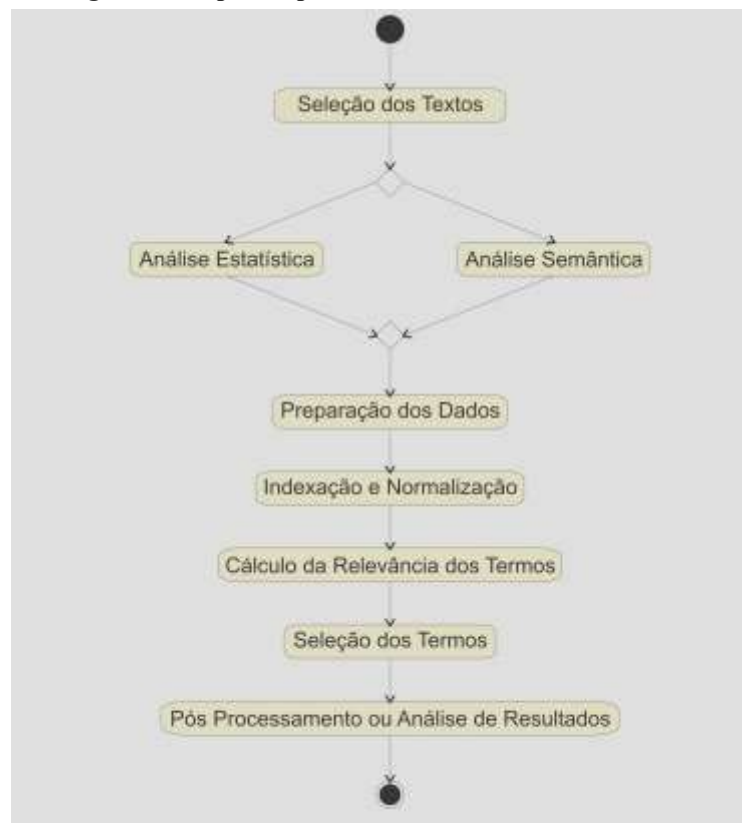 Seleção dos Textos
Análise Estatística
Análise Semântica
Preparação dos Dados
Indexação e Normalização
Cálculo da Relevância dos Termos
Seleção dos Termos
Pós Processamento ou Análise de Resultados